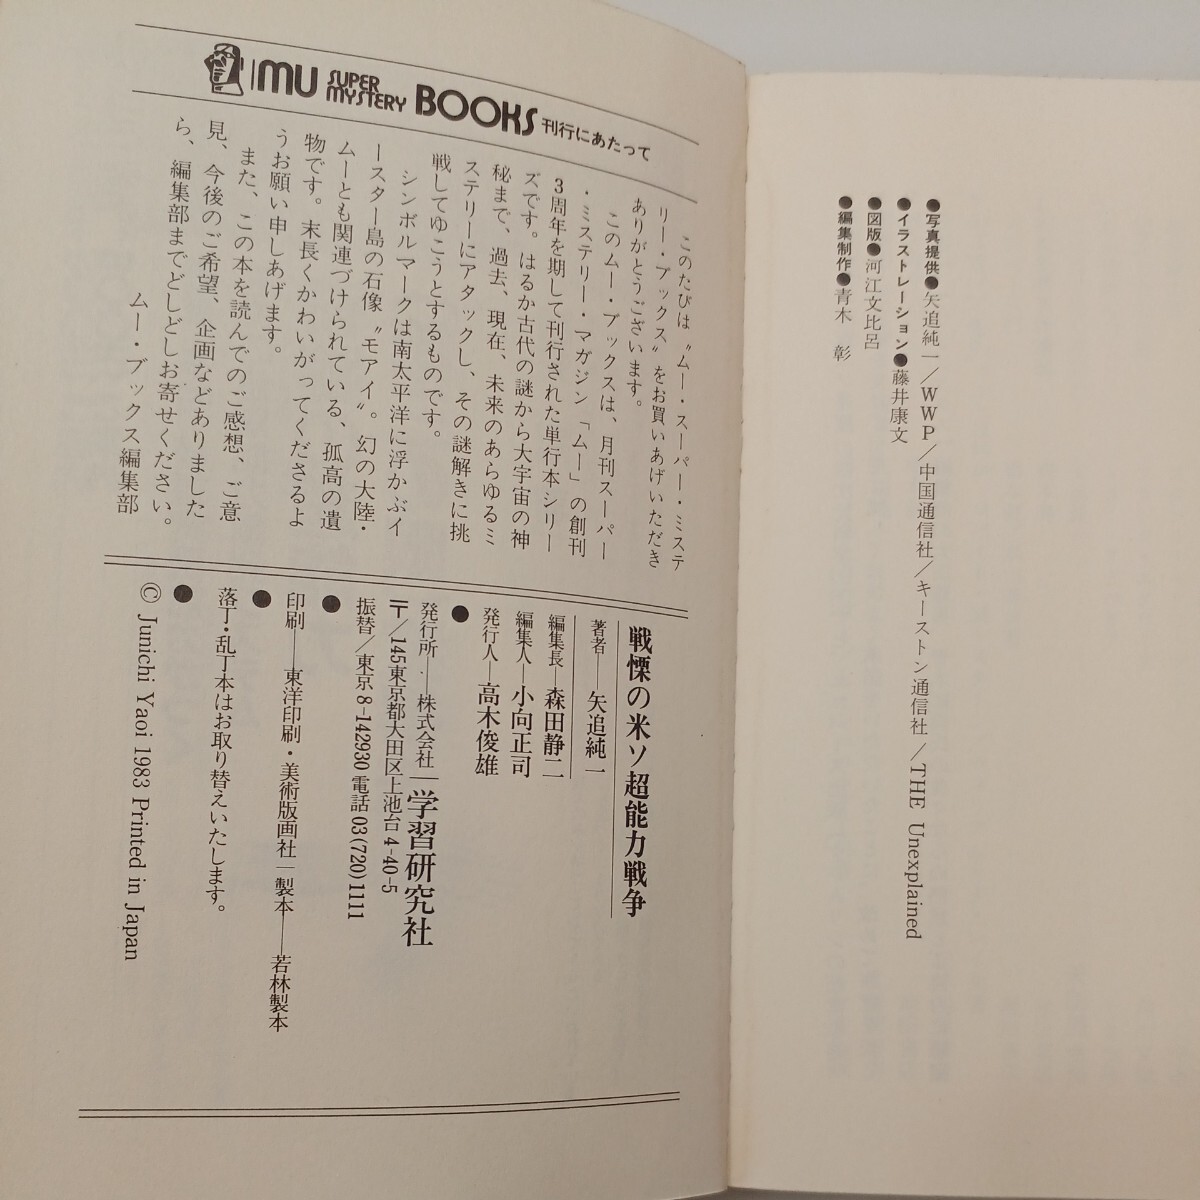 ●写真提供●矢追純一／WWP／中国通信社／キーストン通信社／THE Unexplained
●イラストレーション●藤井康文
●図版●河江文比呂
●編集制作●青木　彰
MU SUPER MYSTERY BOOKS 刊行にあたって
このたびは〝ムー・スーパー・ミステ
リー・ブックス〟をお買いあげいただき
ありがとうございます。
このムー・ブックスは、月刊スーパー
・ミステリー・マガジン「ムー」の創刊
3周年を期して刊行された単行本シリー
ズです。はるか古代の謎から大宇宙の神
秘まで、過去、現在、未来のあらゆるミ
ステリーにアタックし、その謎解きに挑
戦してゆこうとするものです。
シンボルマークは南太平洋に浮かぶイ
ースター島の石像〝モアイ〟。幻の大陸・
ムーとも関連づけられている、孤高の遺
物です。末長くかわいがってくださるよ
うお願い申しあげます。
また、この本を読んでのご感想、ご意
見、今後のご希望、企画などありました
ら、編集部までどしどしお寄せください。
ムー・ブックス編集部
戦慄の米ソ超能力戦争
著者―矢追純一
編集長―森田静二
編集人―小向正司
発行人―高木俊雄
●
発行所―株式会社 学習研究社
〒／145東京都大田区上池台4-40-5
振替／東京8-142930 電話03(720)1111
●
印刷―東洋印刷・美術版画社｜製本―若林製本
●
落丁・乱丁本はお取り替えいたします。
●
© Junichi Yaoi 1983 Printed in Japan